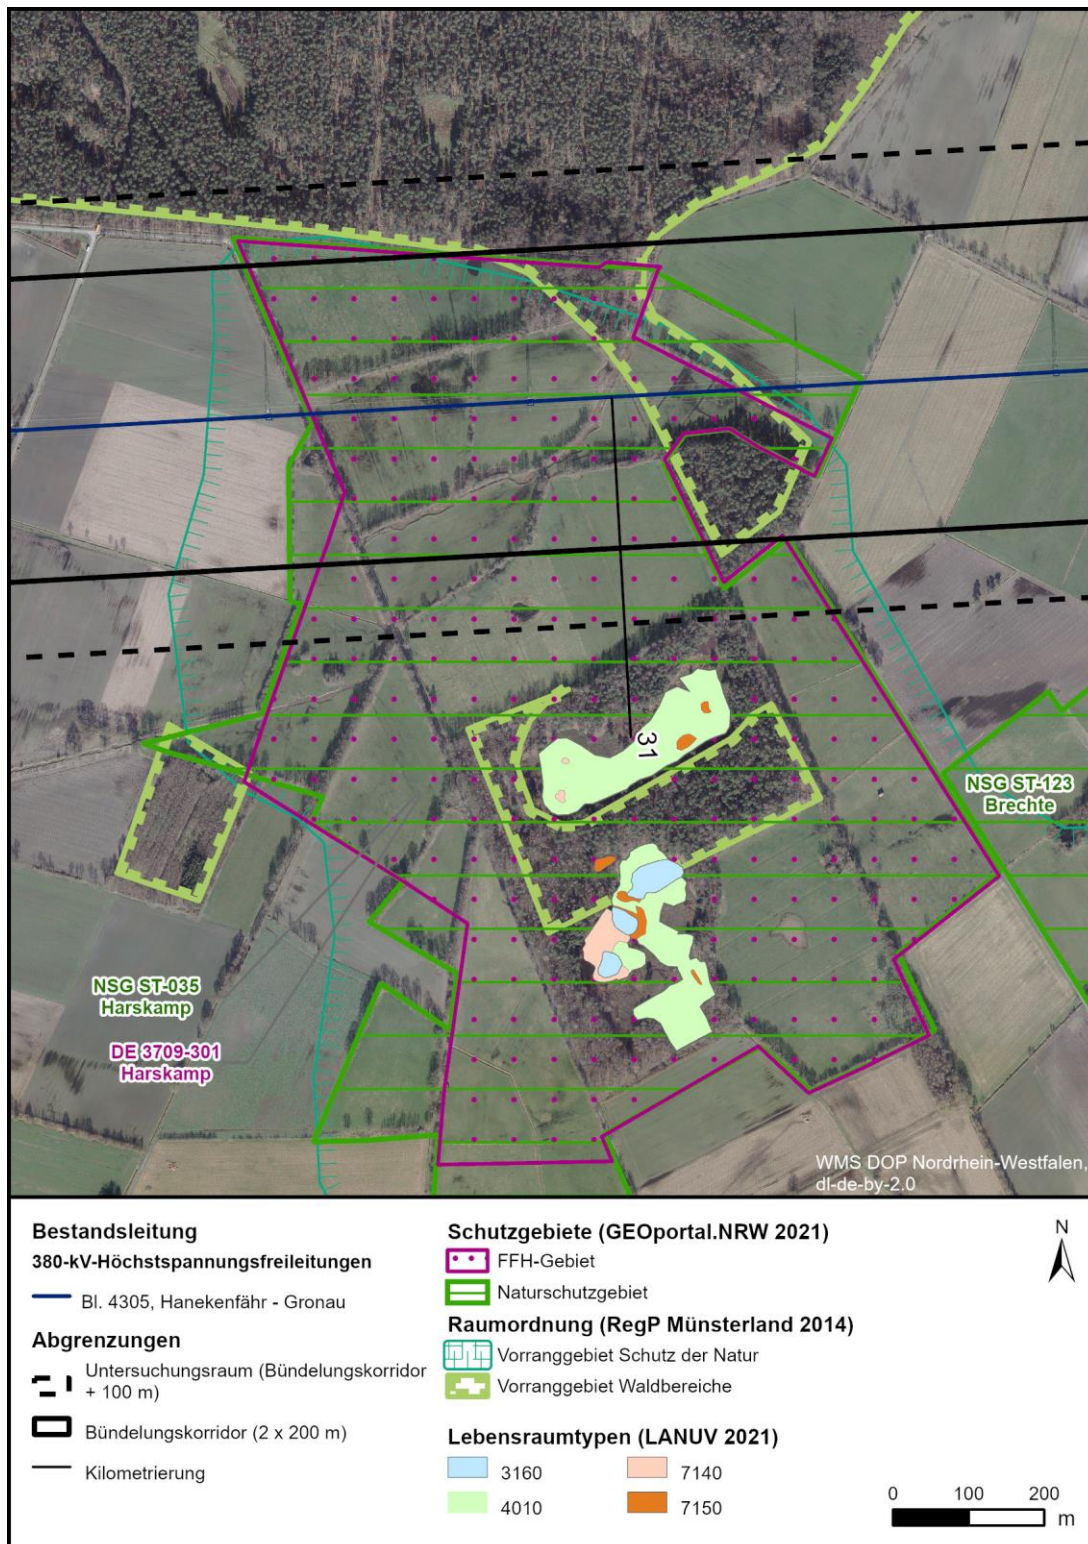 31
NSG ST-123
Brechte
NSG ST-035
Harskamp
DE 3709-301
Harskamp
WMS DOP Nordrhein-Westfalen,
dl-de-by-2.0
Bestandsleitung
380-kV-Höchstspannungsfreileitungen
Bl. 4305, Hanekenfähr - Gronau
Abgrenzungen
Untersuchungsraum (Bündelungskorridor
+ 100 m)
Bündelungskorridor (2 x 200 m)
Kilometrierung
Schutzgebiete (GEOportal.NRW 2021)
FFH-Gebiet
Naturschutzgebiet
Raumordnung (RegP Münsterland 2014)
Vorranggebiet Schutz der Natur
Vorranggebiet Waldbereiche
Lebensraumtypen (LANUV 2021)
3160
7140
4010
7150
N
0 100 200
m